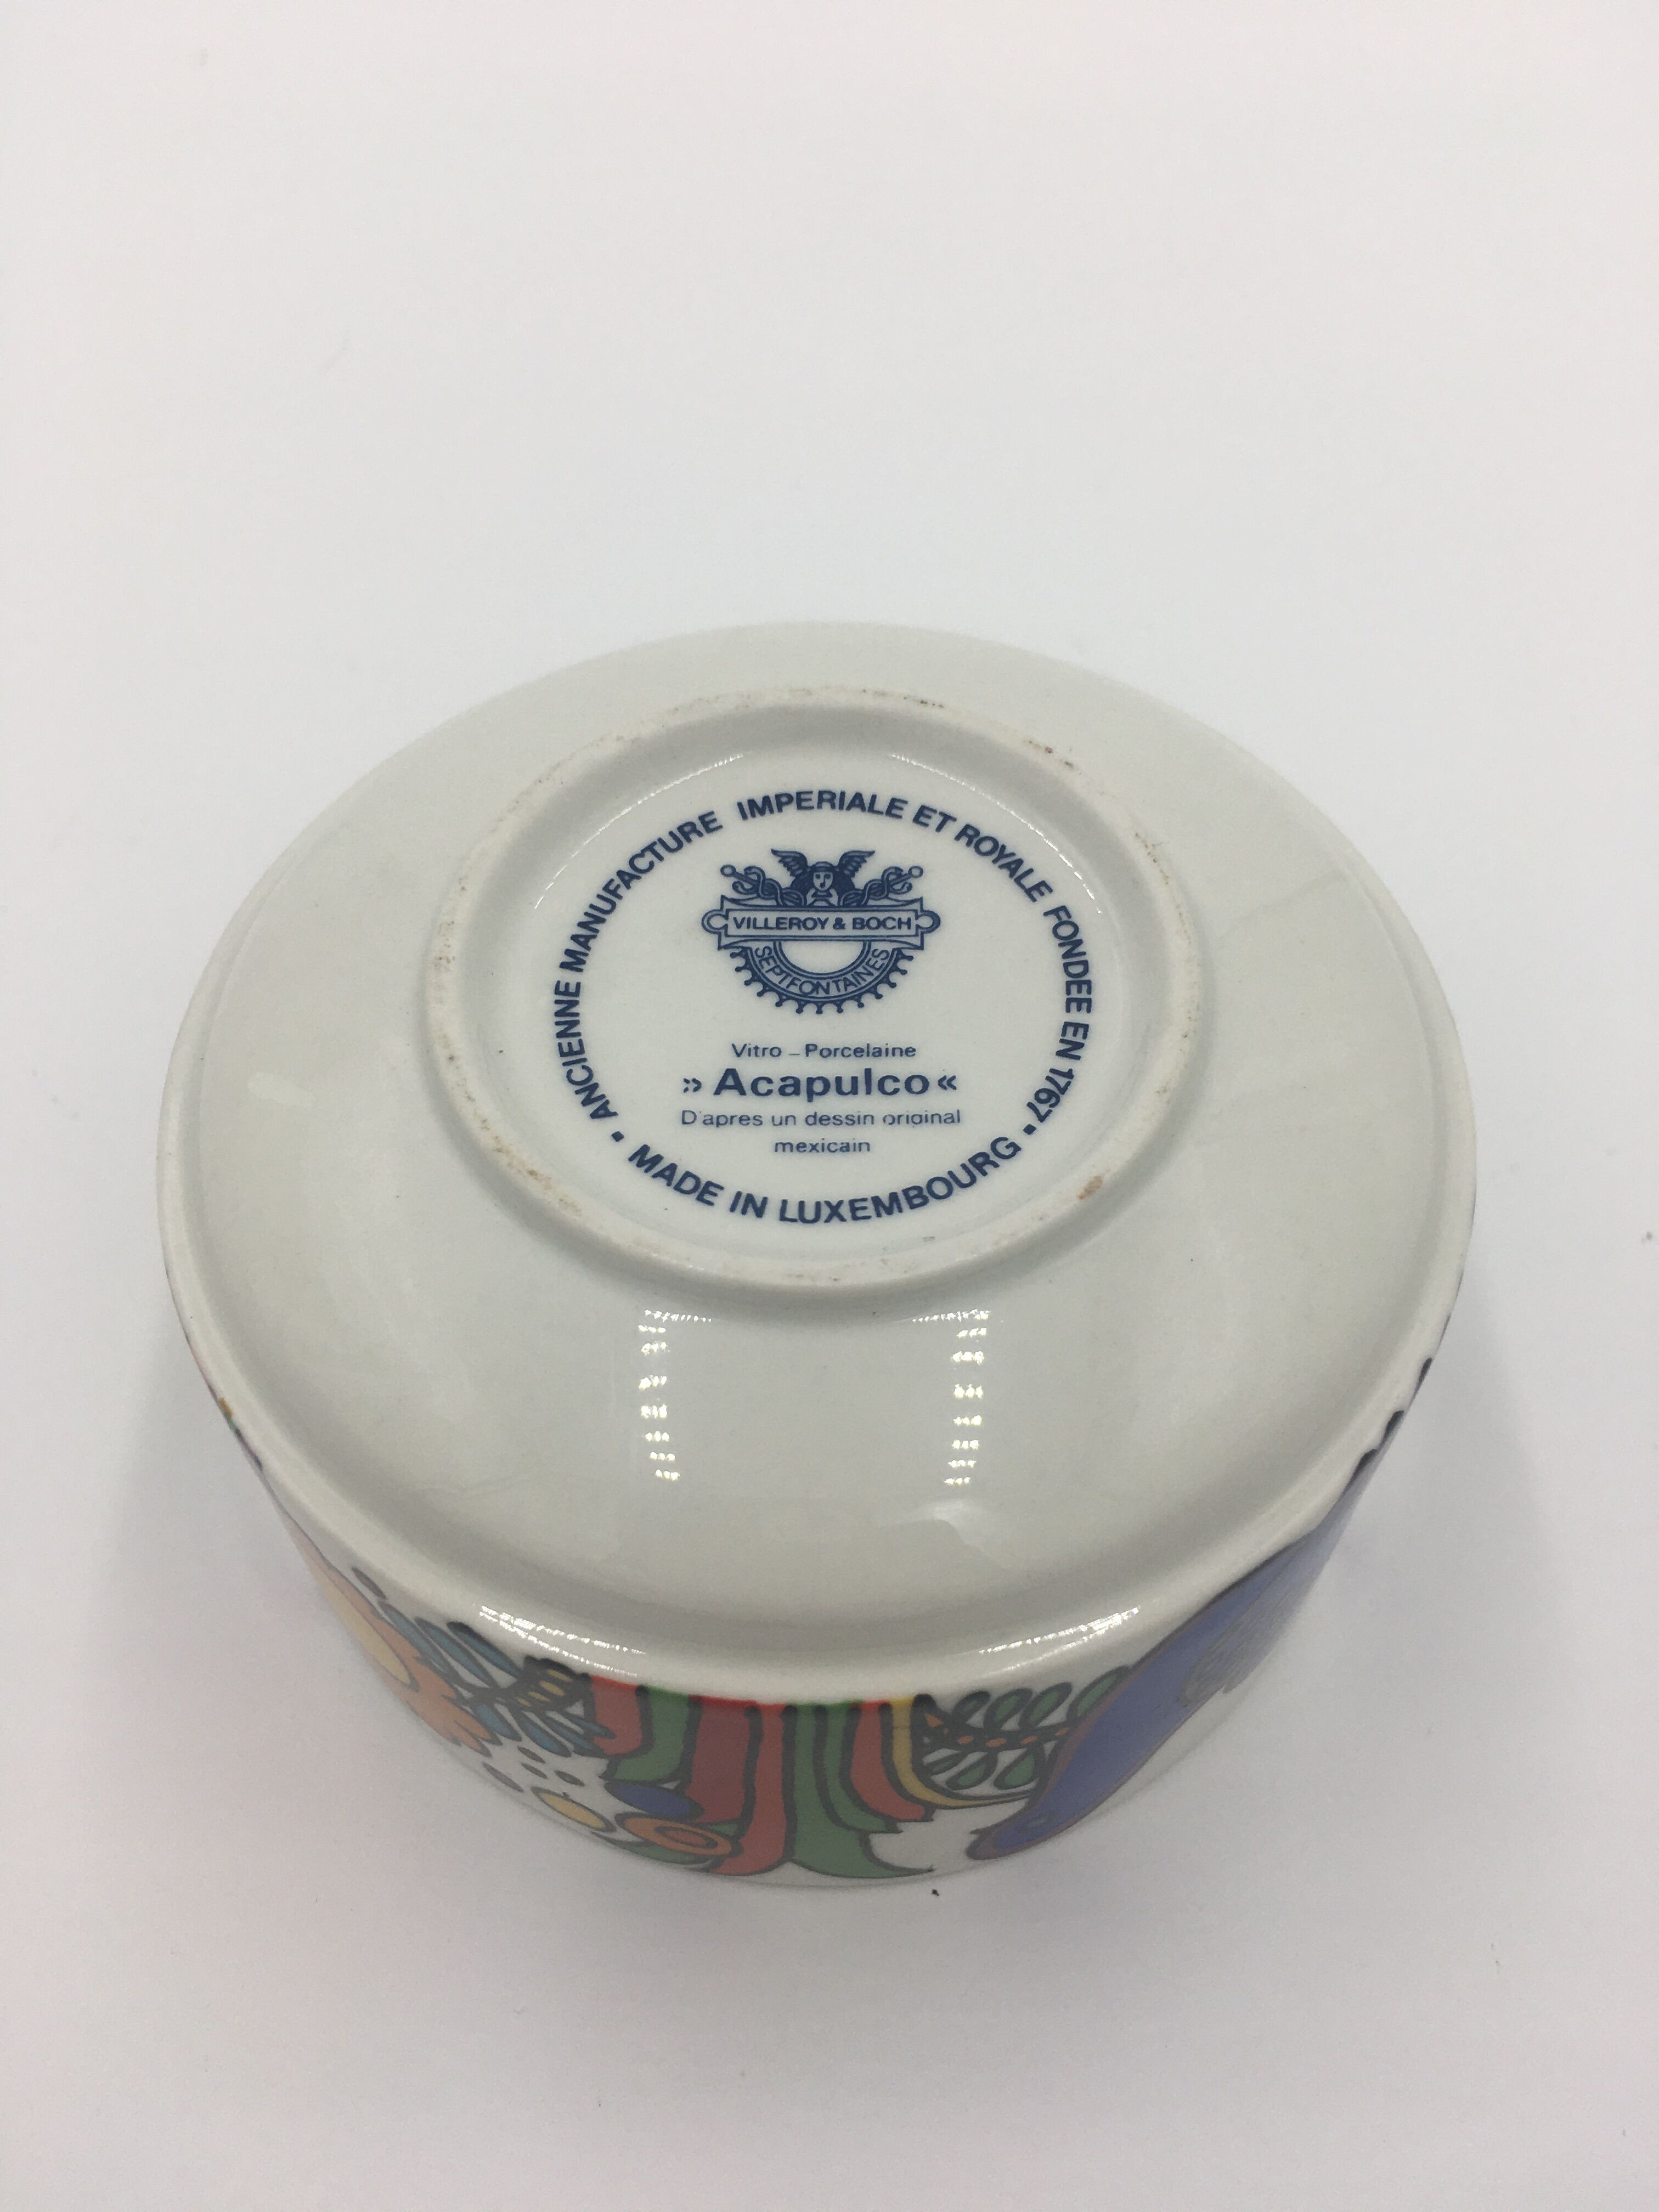 ANCIENNE MANUFACTURE IMPERIALE ET ROYALE FONDEE EN 1767 •
VILLEROY & BOCH
SEPTFONTAINES
Vitro - Porcelaine
» Acapulco «
D'apres un dessin original
mexicain
• MADE IN LUXEMBOURG